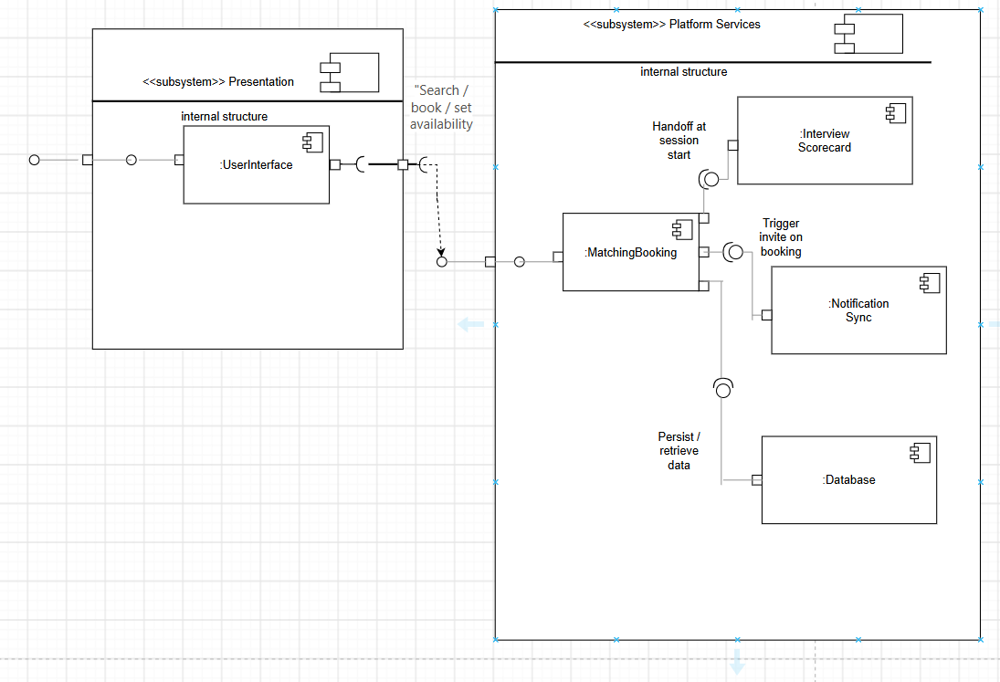 <<subsystem>> Platform Services
internal structure
<<subsystem>> Presentation
"Search /
book / set
availability
internal structure
:UserInterface
Handoff at
session
start
:Interview
Scorecard
:MatchingBooking
Trigger
invite on
booking
:Notification
Sync
Persist /
retrieve
data
:Database